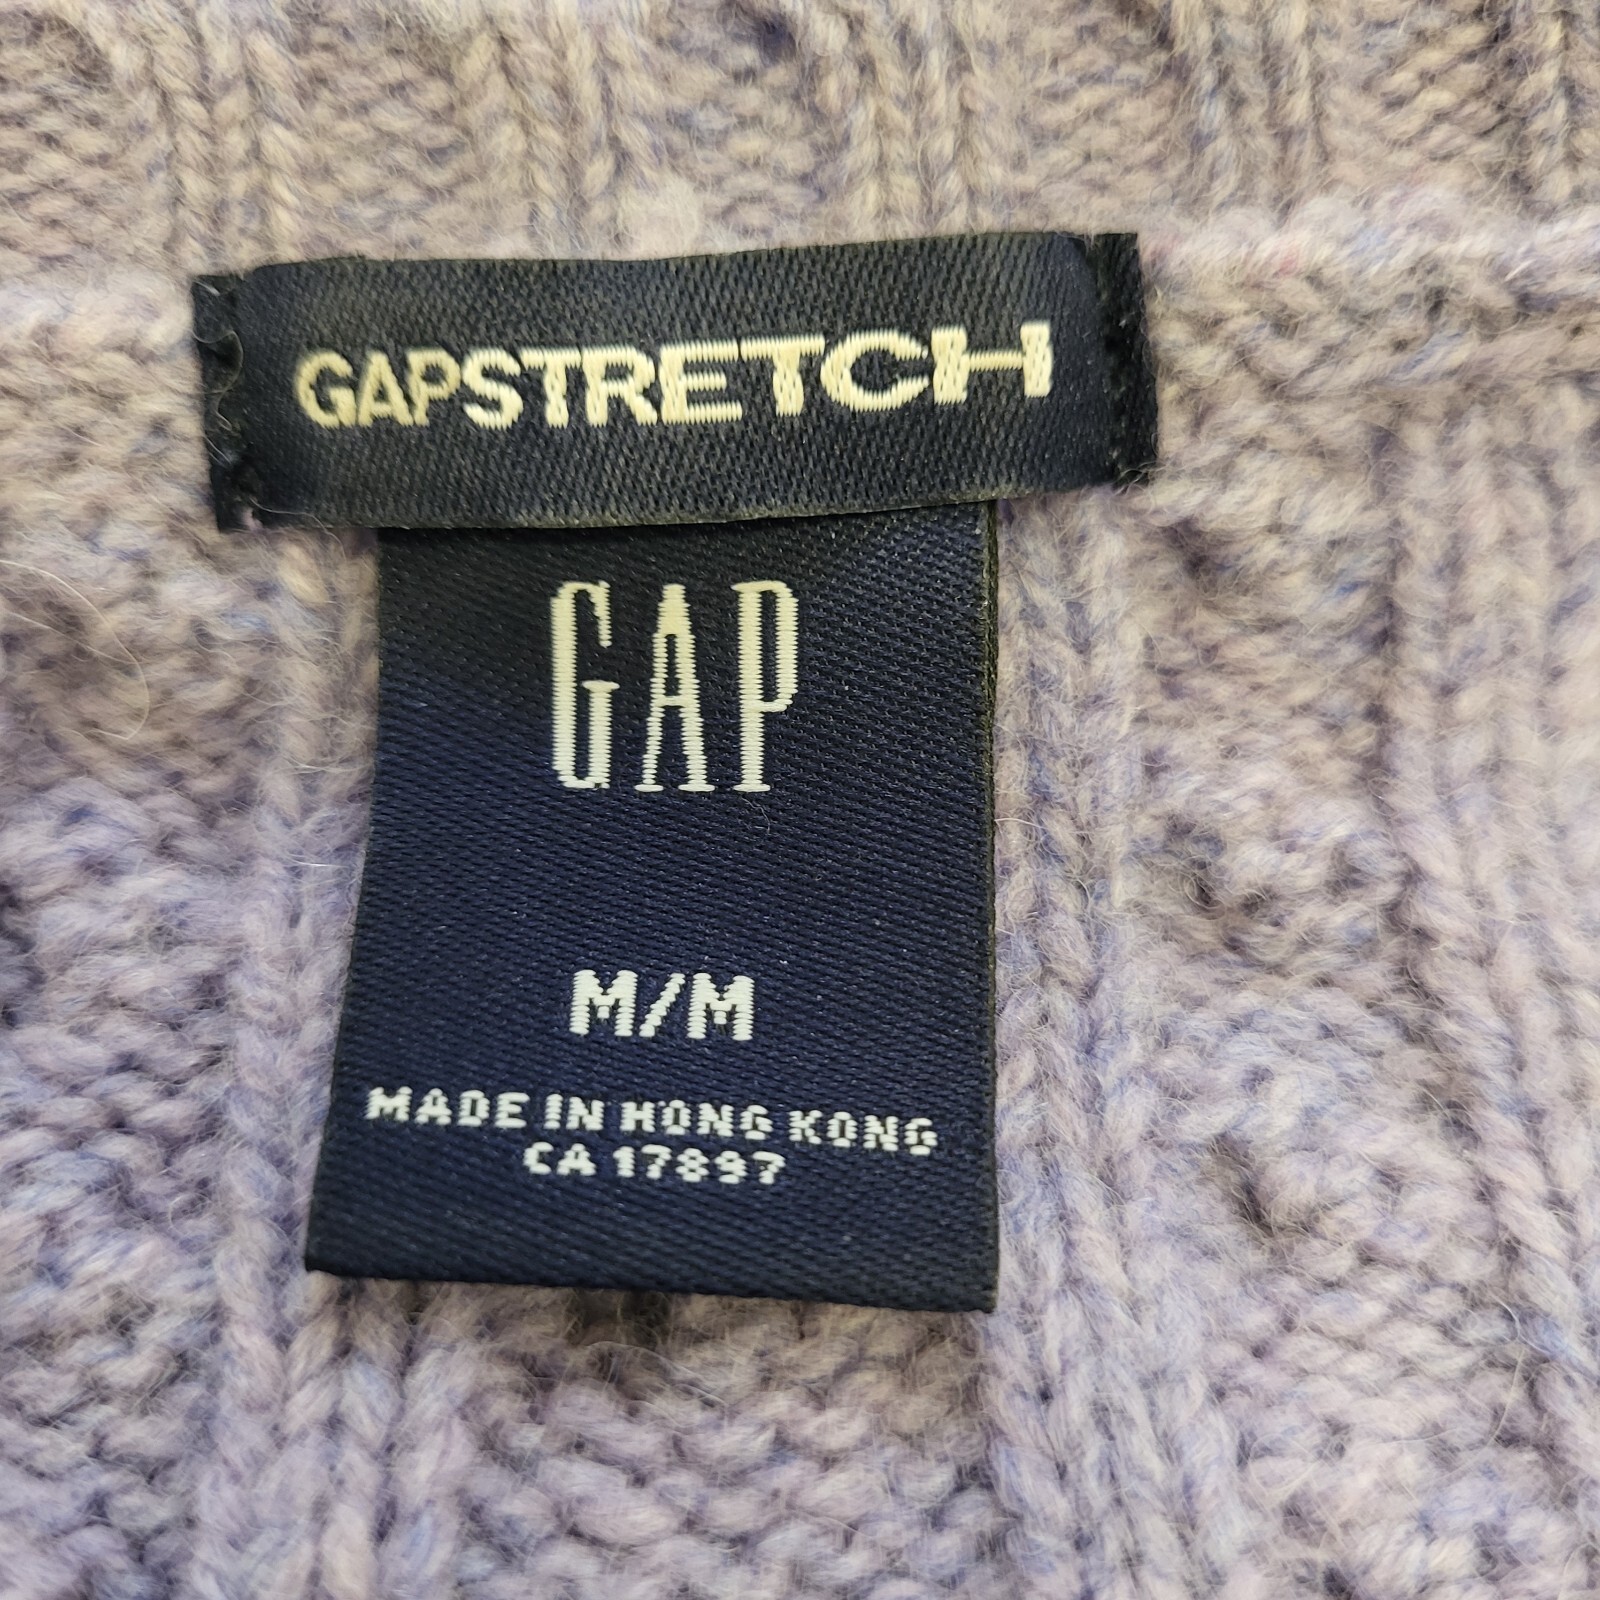 GAPSTRETCH
GAP
M/M
MADE IN HONG KONG
CA 17897